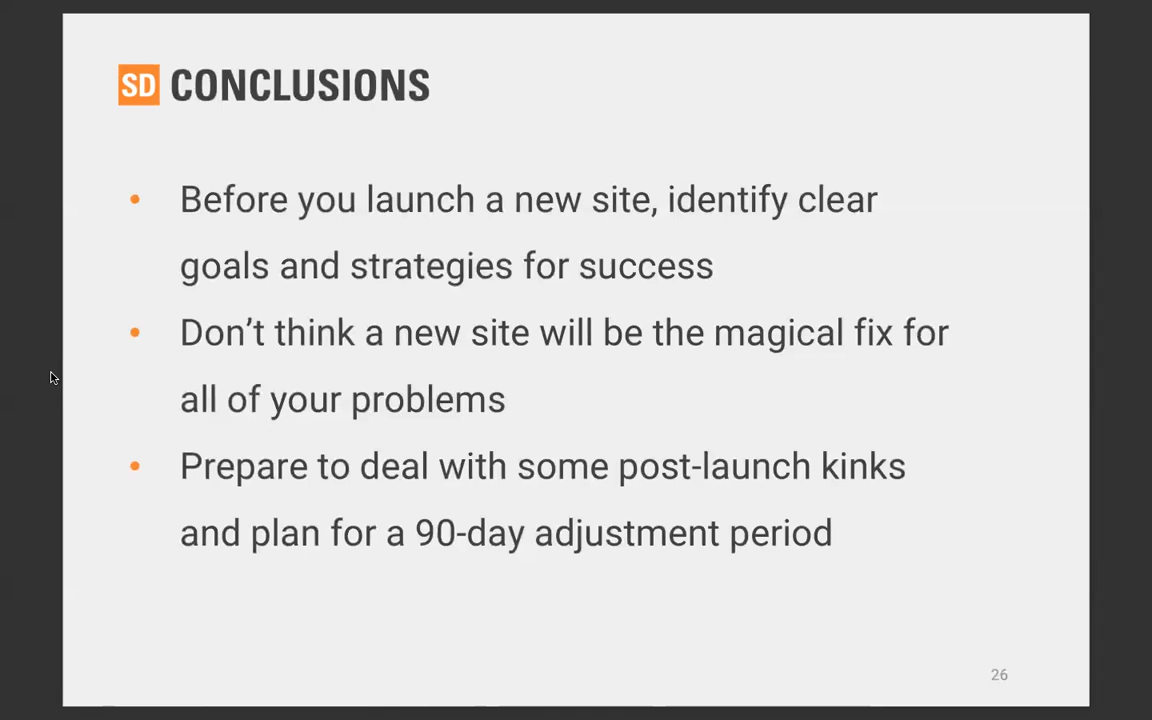 SD CONCLUSIONS
• Before you launch a new site, identify clear
goals and strategies for success
• Don’t think a new site will be the magical fix for
all of your problems
• Prepare to deal with some post-launch kinks
and plan for a 90-day adjustment period
26